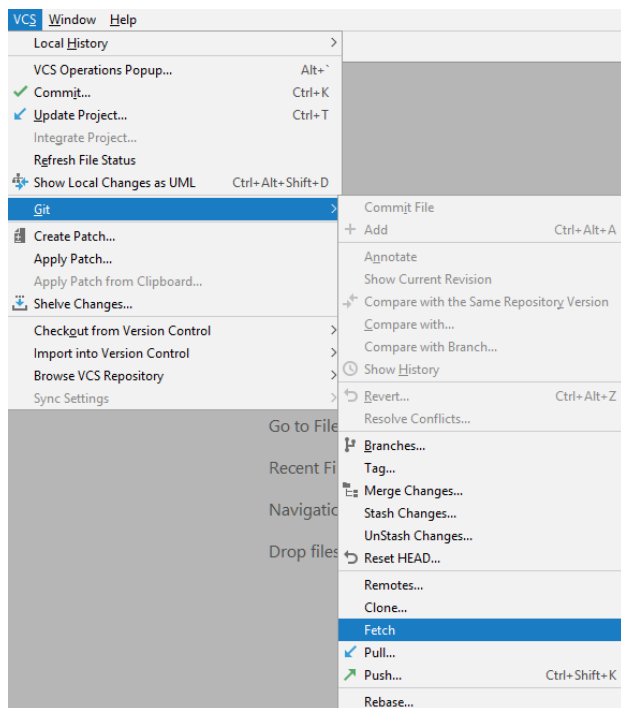 VCS Window Help
Local History
VCS Operations Popup... Alt+`
Commit... Ctrl+K
Update Project... Ctrl+T
Integrate Project...
Refresh File Status
Show Local Changes as UML Ctrl+Alt+Shift+D
Git
Create Patch...
Apply Patch...
Apply Patch from Clipboard...
Shelve Changes...
Checkout from Version Control
Import into Version Control
Browse VCS Repository
Sync Settings
Commit File
Add Ctrl+Alt+A
Annotate
Show Current Revision
Compare with the Same Repository Version
Compare with...
Compare with Branch...
Show History
Revert... Ctrl+Alt+Z
Resolve Conflicts...
Branches...
Tag...
Merge Changes...
Stash Changes...
UnStash Changes...
Reset HEAD...
Remotes...
Clone...
Fetch
Pull...
Push... Ctrl+Shift+K
Rebase...
Go to File
Recent Fi
Navigatic
Drop files